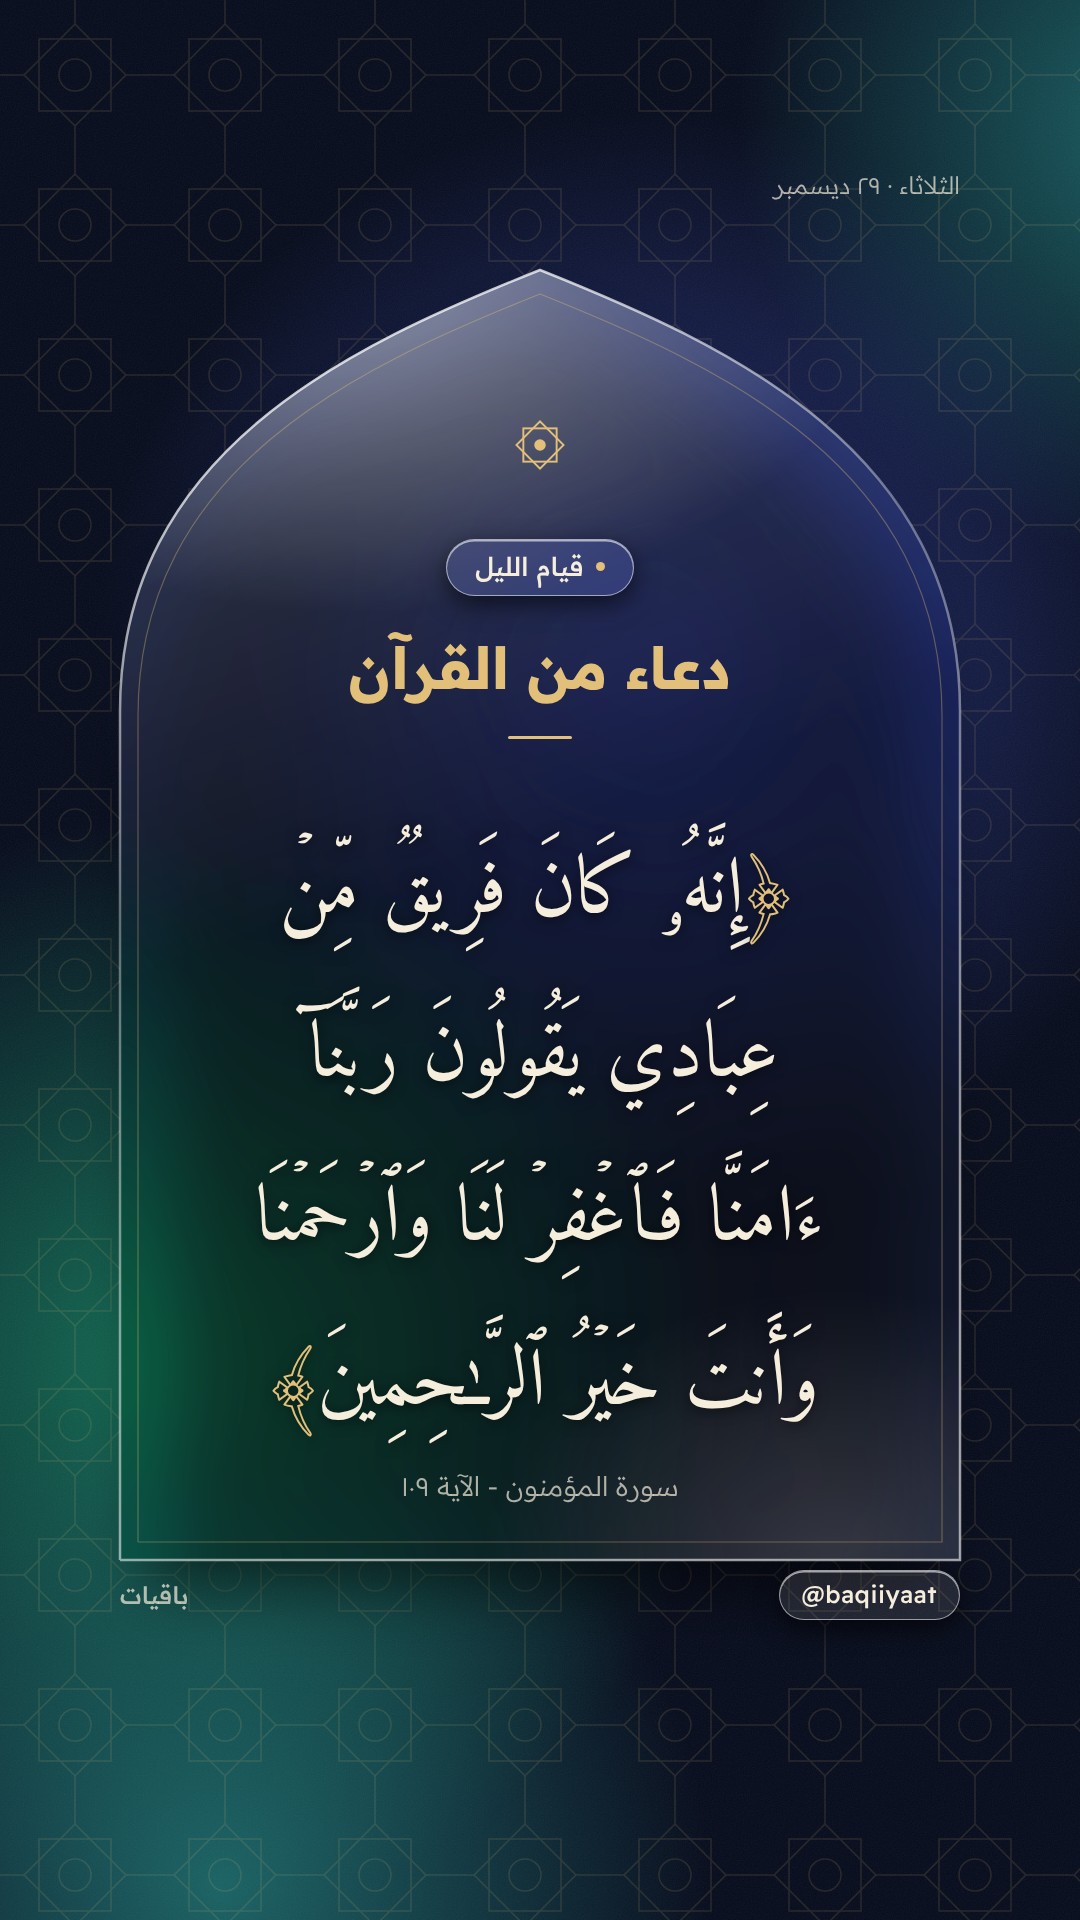 الثلاثاء · ٢٩ ديسمبر
• قيام الليل
دعاء من القرآن
﴿إِنَّهُۥ كَانَ فَرِيقٌ مِّنۡ
عِبَادِي يَقُولُونَ رَبَّنَآ
ءَامَنَّا فَٱغۡفِرۡ لَنَا وَٱرۡحَمۡنَا
وَأَنتَ خَيۡرُ ٱلرَّٰحِمِينَ﴾
سورة المؤمنون - الآية ١٠٩
@baqiiyaat
باقيات